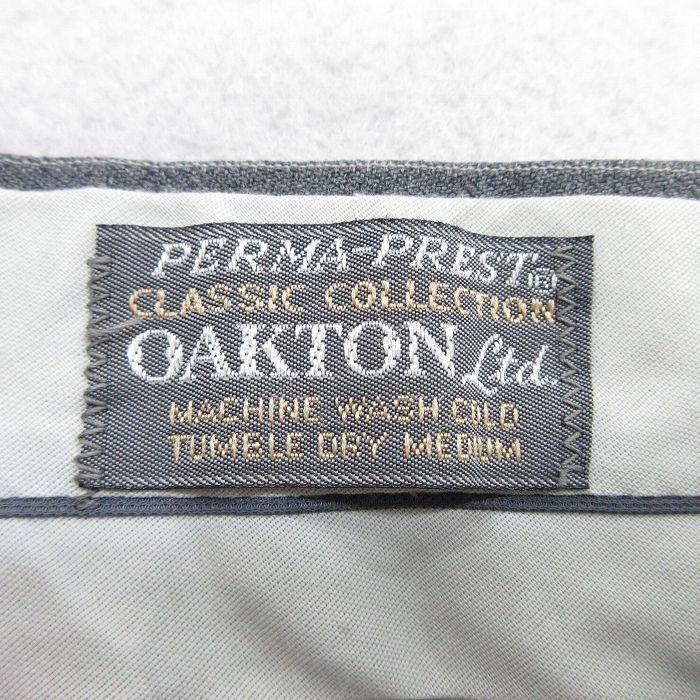 PERMA-PREST®
CLASSIC COLLECTION
OAKTON Ltd.
MACHINE WASH COLD
TUMBLE DRY MEDIUM